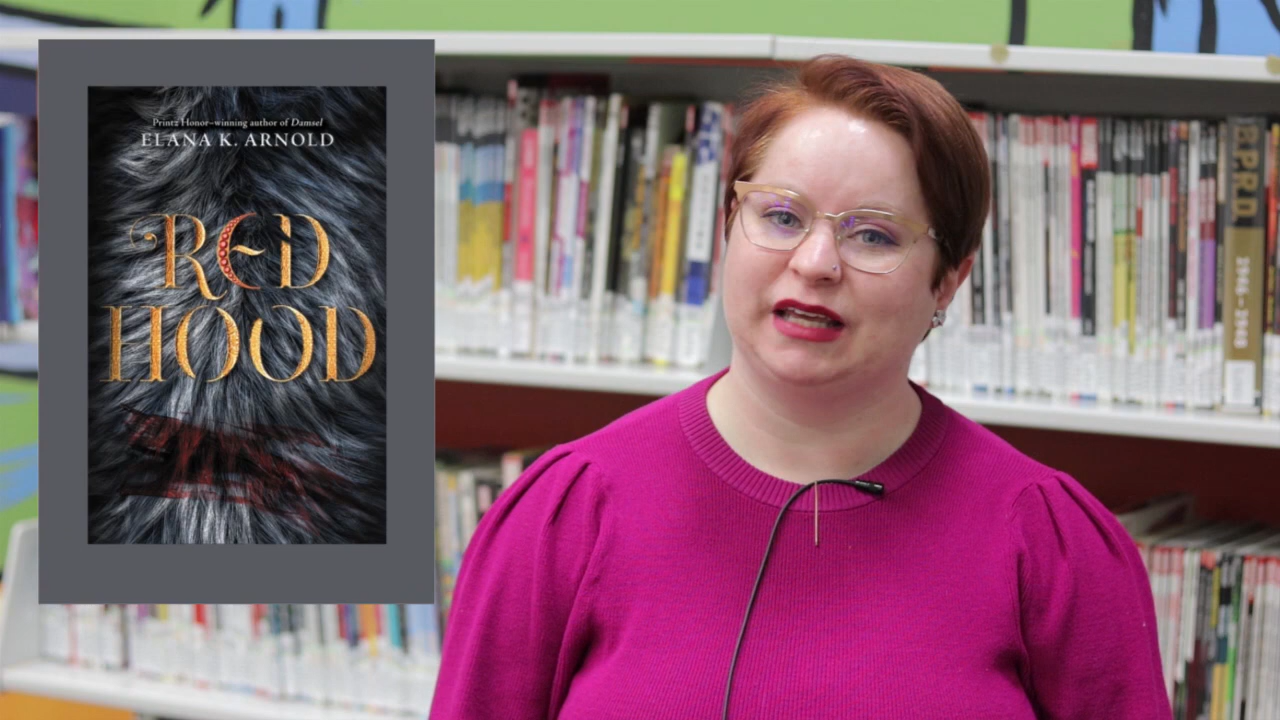 Printz Honor–winning author of Damsel
ELANA K. ARNOLD
RED
HOOD